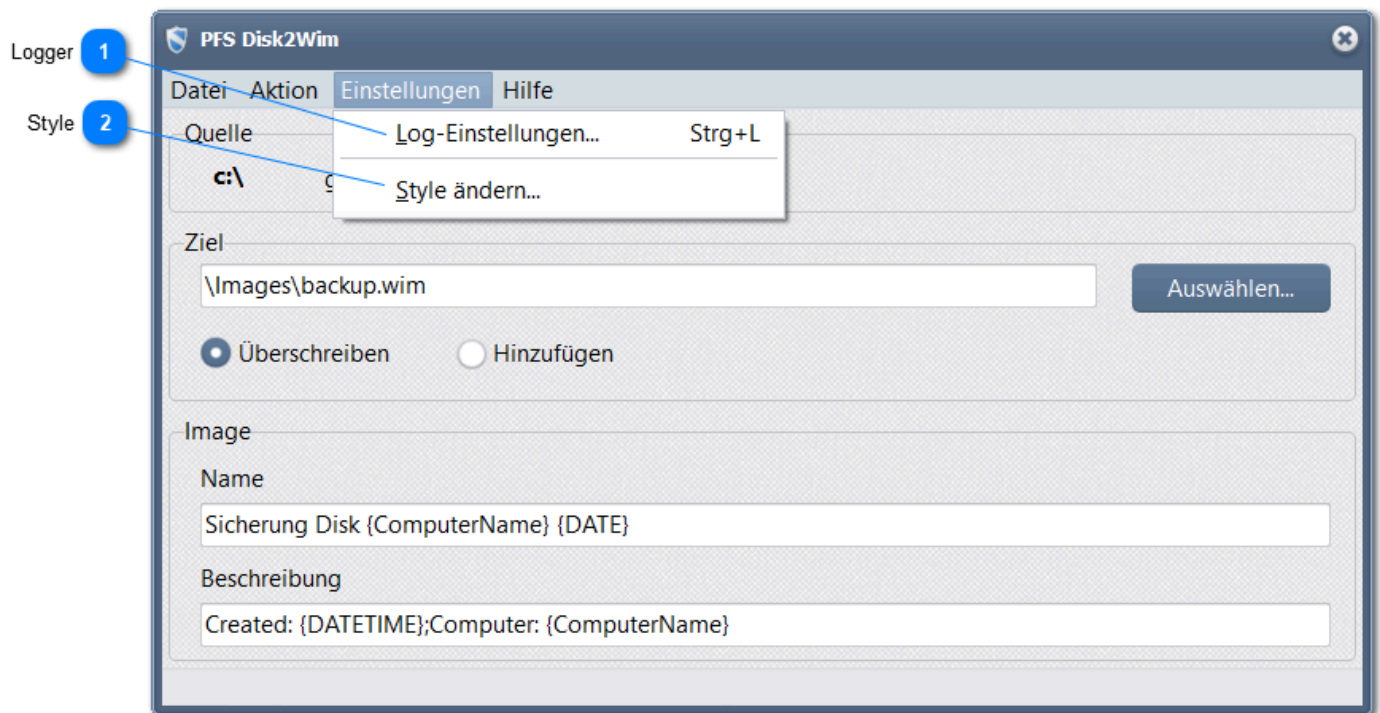 PFS Disk2Wim
Logger 1
Datei Aktion Einstellungen Hilfe
Style 2
Quelle
Log-Einstellungen... Strg+L
c:\
Style ändern...
Ziel
\Images\backup.wim
Auswählen...
Überschreiben Hinzufügen
Image
Name
Sicherung Disk {ComputerName} {DATE}
Beschreibung
Created: {DATETIME};Computer: {ComputerName}